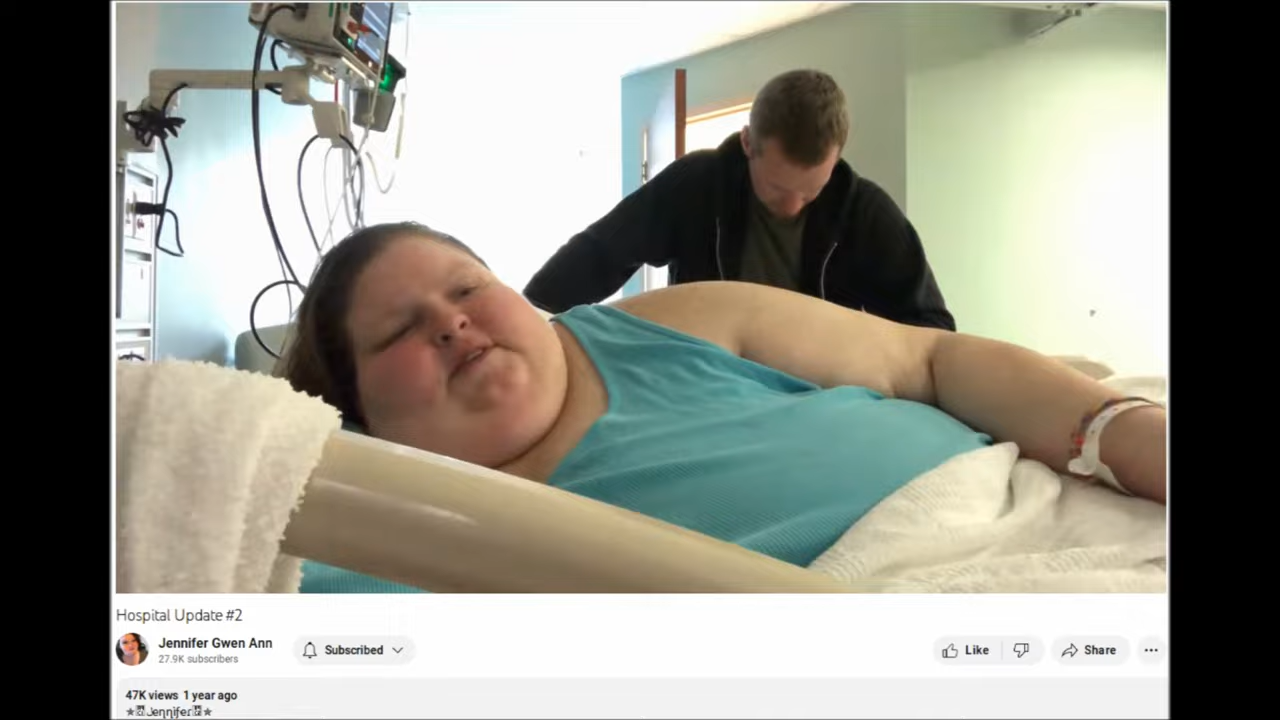 Hospital Update #2
Jennifer Gwen Ann
27.9K subscribers
Subscribed
Like
Share
47K views 1 year ago
Jennifer